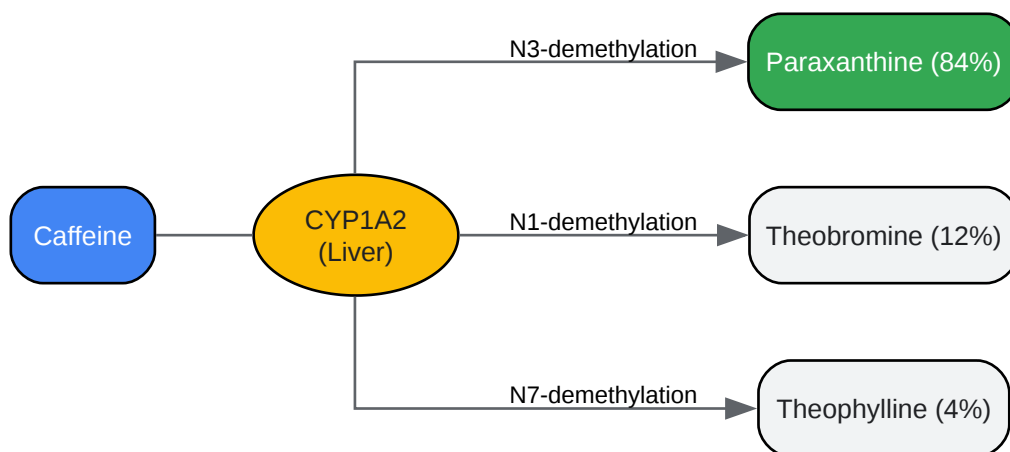 N3-demethylation
Paraxanthine (84%)
Caffeine
CYP1A2
(Liver)
N1-demethylation
Theobromine (12%)
N7-demethylation
Theophylline (4%)